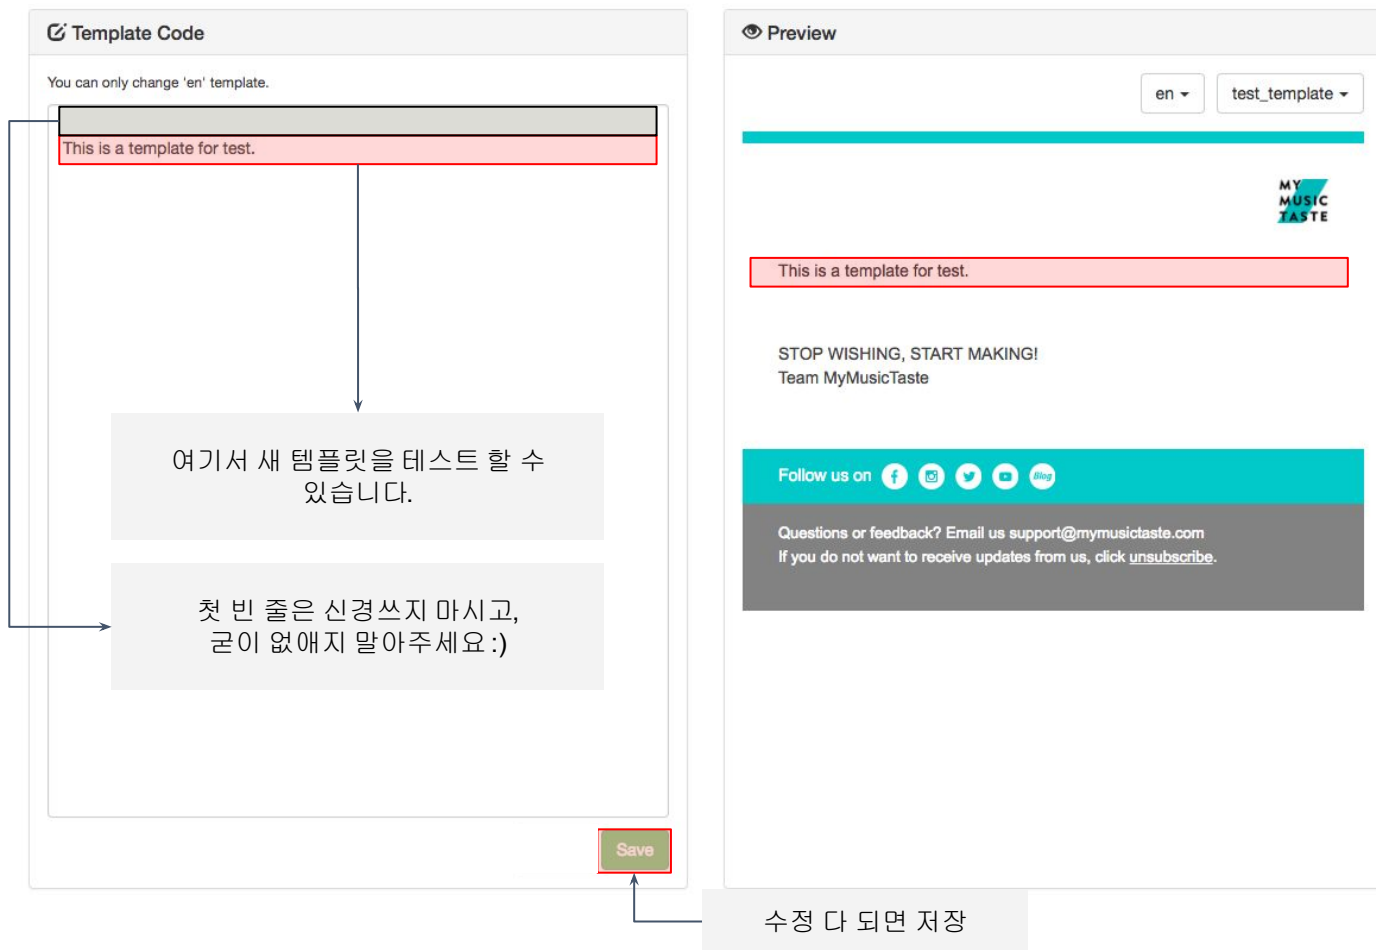 Template Code
You can only change 'en' template.
This is a template for test.
여기서 새 템플릿을 테스트 할 수
있습니다.
첫 빈 줄은 신경쓰지 마시고,
굳이 없애지 말아주세요 :)
Save
수정 다 되면 저장
Preview
en
test_template
MY
MUSIC
TASTE
This is a template for test.
STOP WISHING, START MAKING!
Team MyMusicTaste
Follow us on
Blog
Questions or feedback? Email us support@mymusictaste.com
If you do not want to receive updates from us, click unsubscribe.